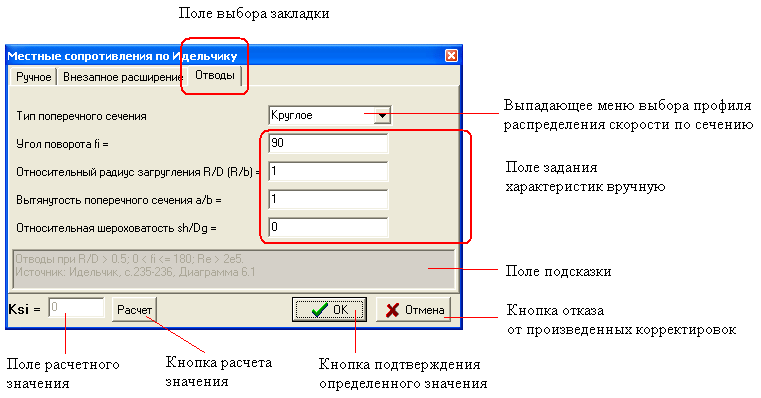 Поле выбора закладки
Местные сопротивления по Идельчику
Ручное Внезапное расширение Отводы
Тип поперечного сечения Круглое
Выпадающее меню выбора профиля
распределения скорости по сечению
Угол поворота fi = 90
Относительный радиус загругления R/D (R/b) = 1
Поле задания
характеристик вручную
Вытянутость поперечного сечения a/b = 1
Относительная шероховатость sh/Dg = 0
Отводы при R/D > 0.5; 0 < fi <= 180; Re > 2e5.
Источник: Идельчик, с.235-236, Диаграмма 6.1
Поле подсказки
Ksi = 0 Расчет OK Отмена
Кнопка отказа
от произведенных корректировок
Поле расчетного
значения
Кнопка расчета
значения
Кнопка подтверждения
определенного значения